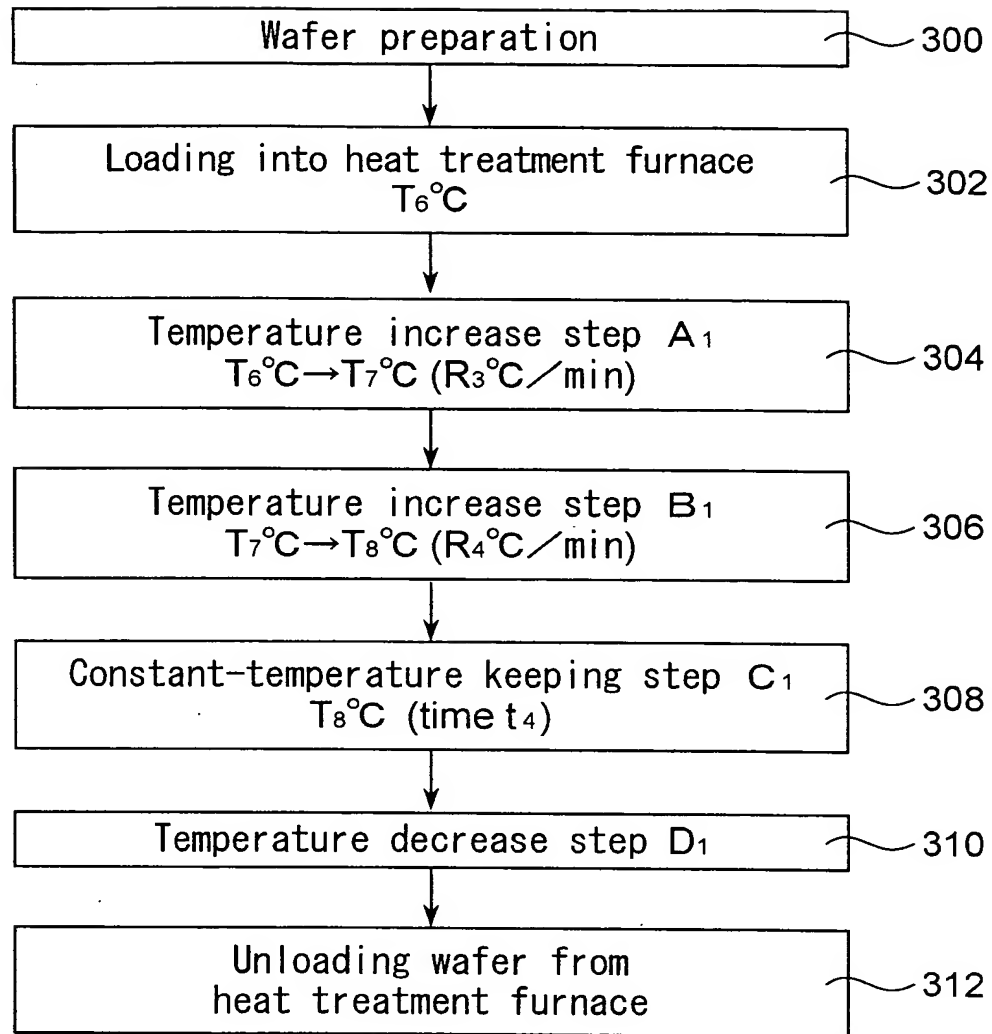 Wafer preparation
300
Loading into heat treatment furnace
T6℃
302
Temperature increase step A1
T6℃→T7℃ (R3℃/min)
304
Temperature increase step B1
T7℃→T8℃ (R4℃/min)
306
Constant-temperature keeping step C1
T8℃ (time t4)
308
Temperature decrease step D1
310
Unloading wafer from
heat treatment furnace
312